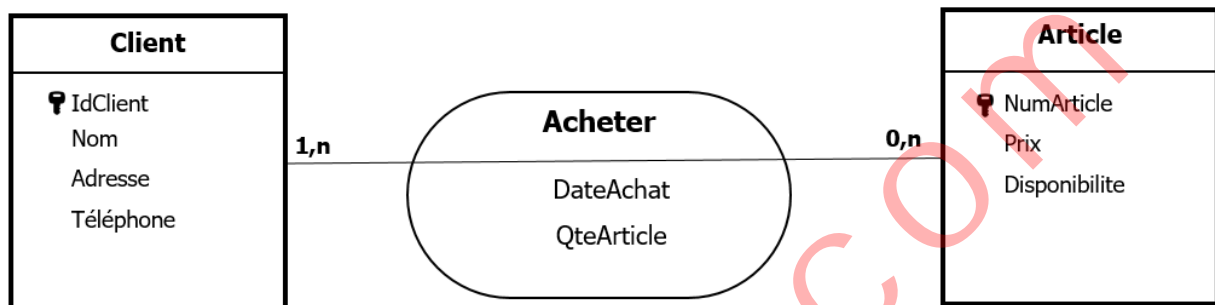 Client
IdClient
Nom
Adresse
Téléphone
1,n
Acheter
DateAchat
QteArticle
0,n
Article
NumArticle
Prix
Disponibilite
com